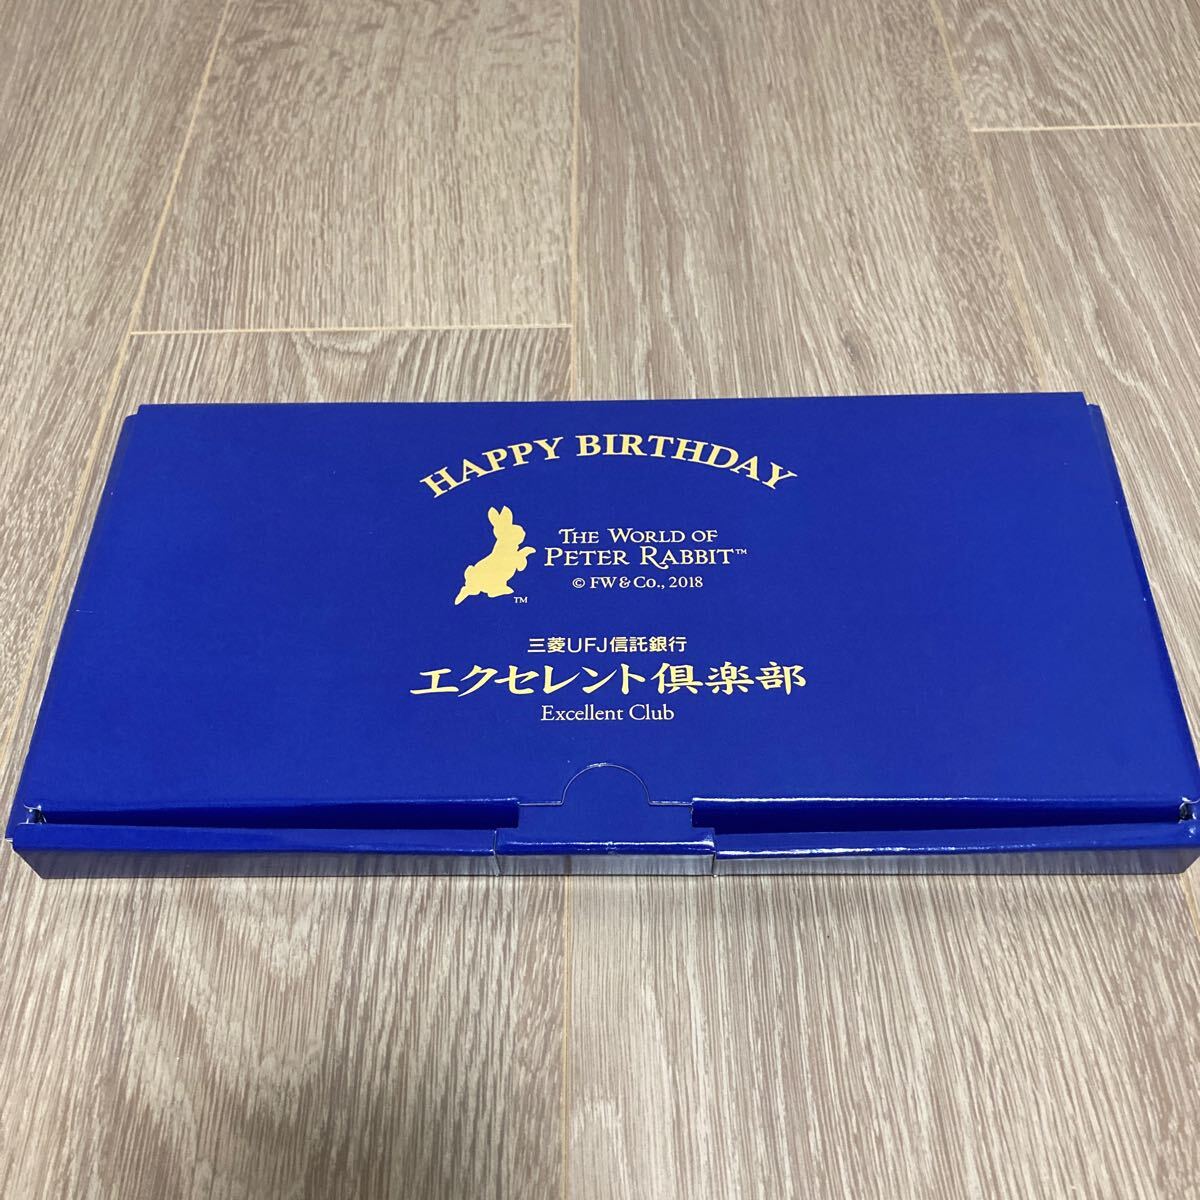 HAPPY BIRTHDAY
THE WORLD OF
PETER RABBIT™
© FW & Co., 2018
™
三菱UFJ信託銀行
エクセレント倶楽部
Excellent Club